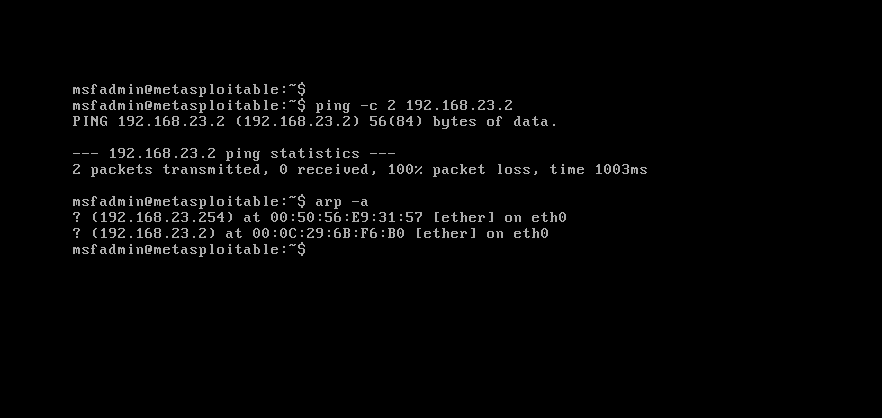 msfadmin@metasploitable:~$
msfadmin@metasploitable:~$ ping -c 2 192.168.23.2
PING 192.168.23.2 (192.168.23.2) 56(84) bytes of data.
--- 192.168.23.2 ping statistics ---
2 packets transmitted, 0 received, 100% packet loss, time 1003ms
msfadmin@metasploitable:~$ arp -a
? (192.168.23.254) at 00:50:56:E9:31:57 [ether] on eth0
? (192.168.23.2) at 00:0C:29:6B:F6:B0 [ether] on eth0
msfadmin@metasploitable:~$